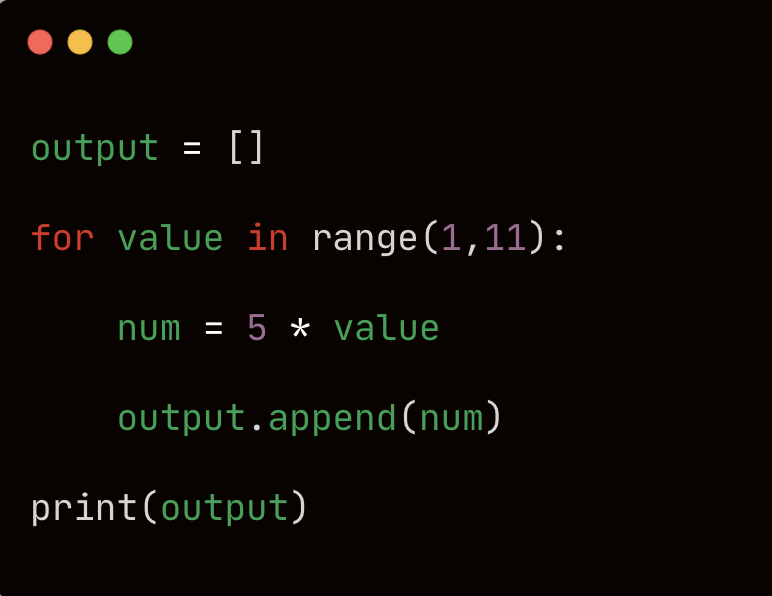 output = []
for value in range(1,11):
    num = 5 * value
    output.append(num)
print(output)